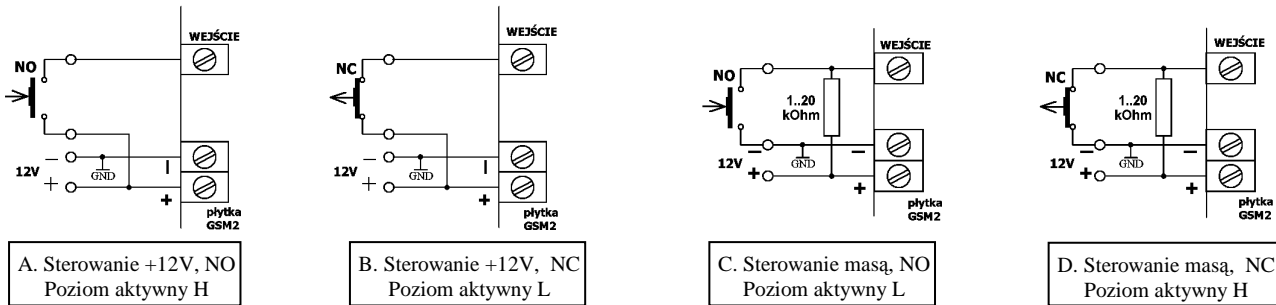 WEJŚCIE
NO
12V
−
+
GND
−
+
płytka
GSM2
A. Sterowanie +12V, NO
Poziom aktywny H
WEJŚCIE
NC
12V
−
+
GND
−
+
płytka
GSM2
B. Sterowanie +12V, NC
Poziom aktywny L
WEJŚCIE
NO
1..20
kOhm
12V
−
+
GND
−
+
płytka
GSM2
C. Sterowanie masą, NO
Poziom aktywny L
WEJŚCIE
NC
1..20
kOhm
12V
−
+
GND
−
+
płytka
GSM2
D. Sterowanie masą, NC
Poziom aktywny H